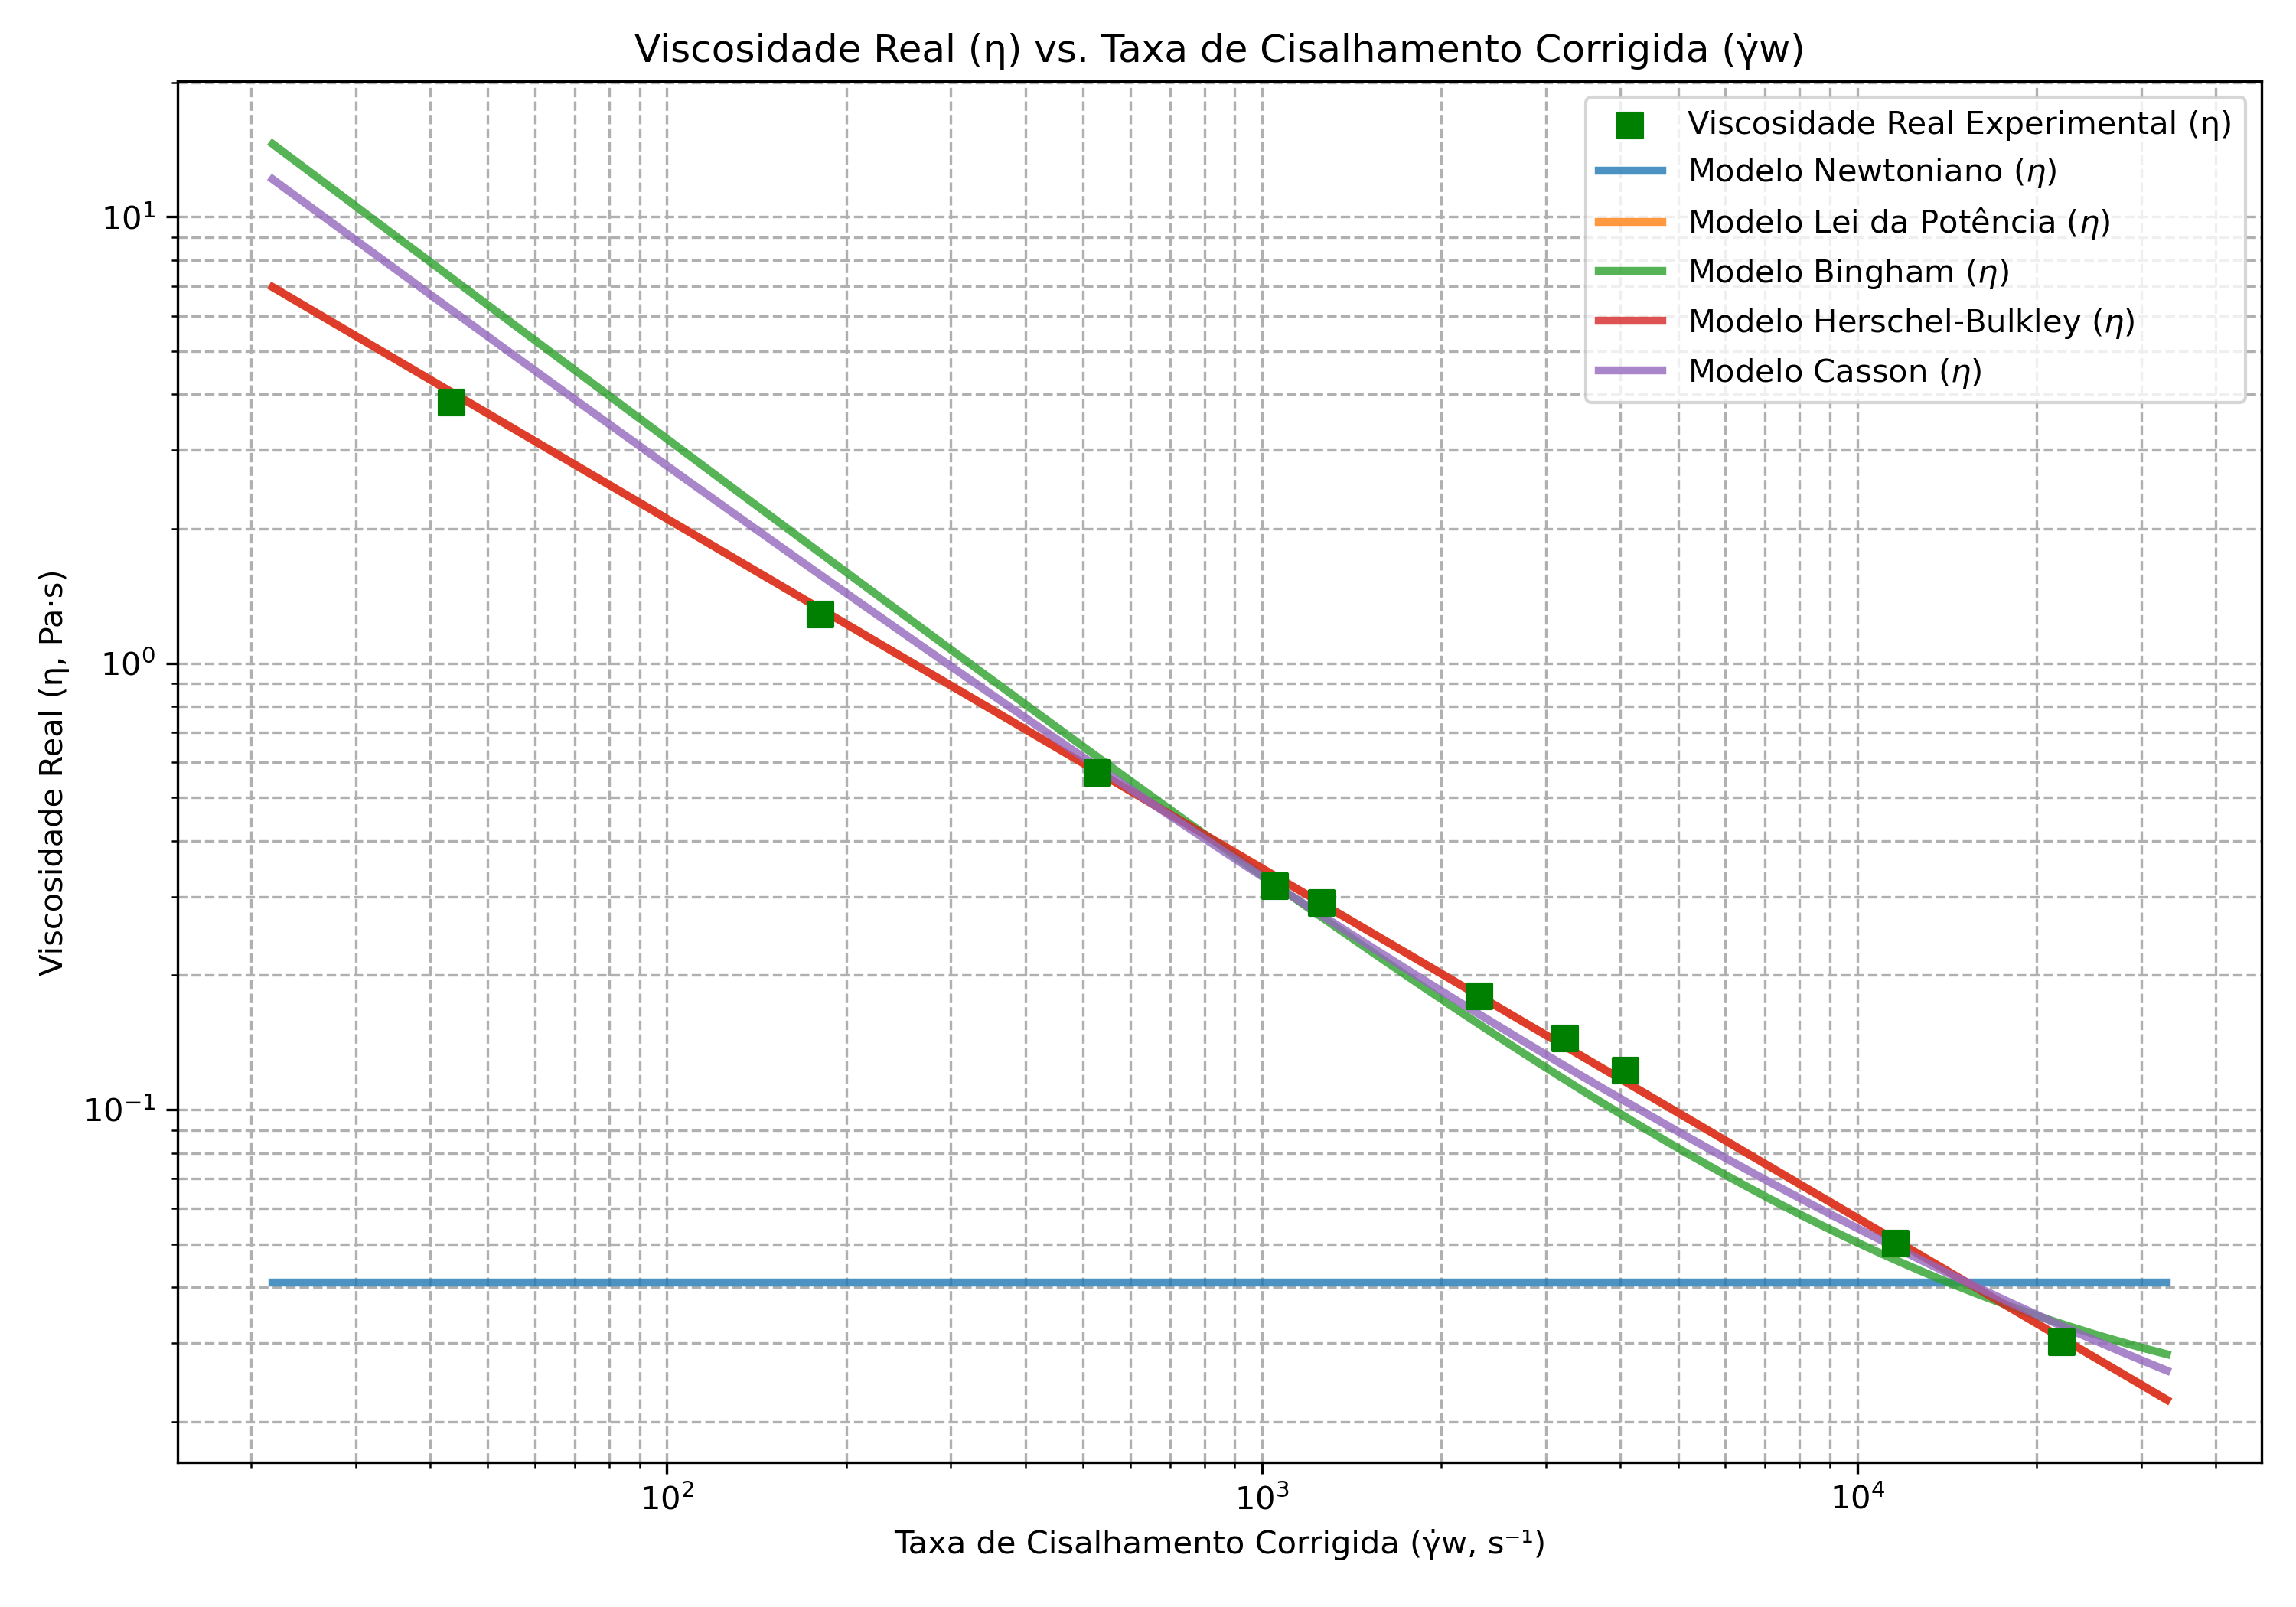 Viscosidade Real (η) vs. Taxa de Cisalhamento Corrigida (γ̇w)
Viscosidade Real Experimental (η)
Modelo Newtoniano (η)
Modelo Lei da Potência (η)
Modelo Bingham (η)
Modelo Herschel-Bulkley (η)
Modelo Casson (η)
Viscosidade Real (η, Pa·s)
10¹
10⁰
10⁻¹
10² 10³ 10⁴
Taxa de Cisalhamento Corrigida (γ̇w, s⁻¹)